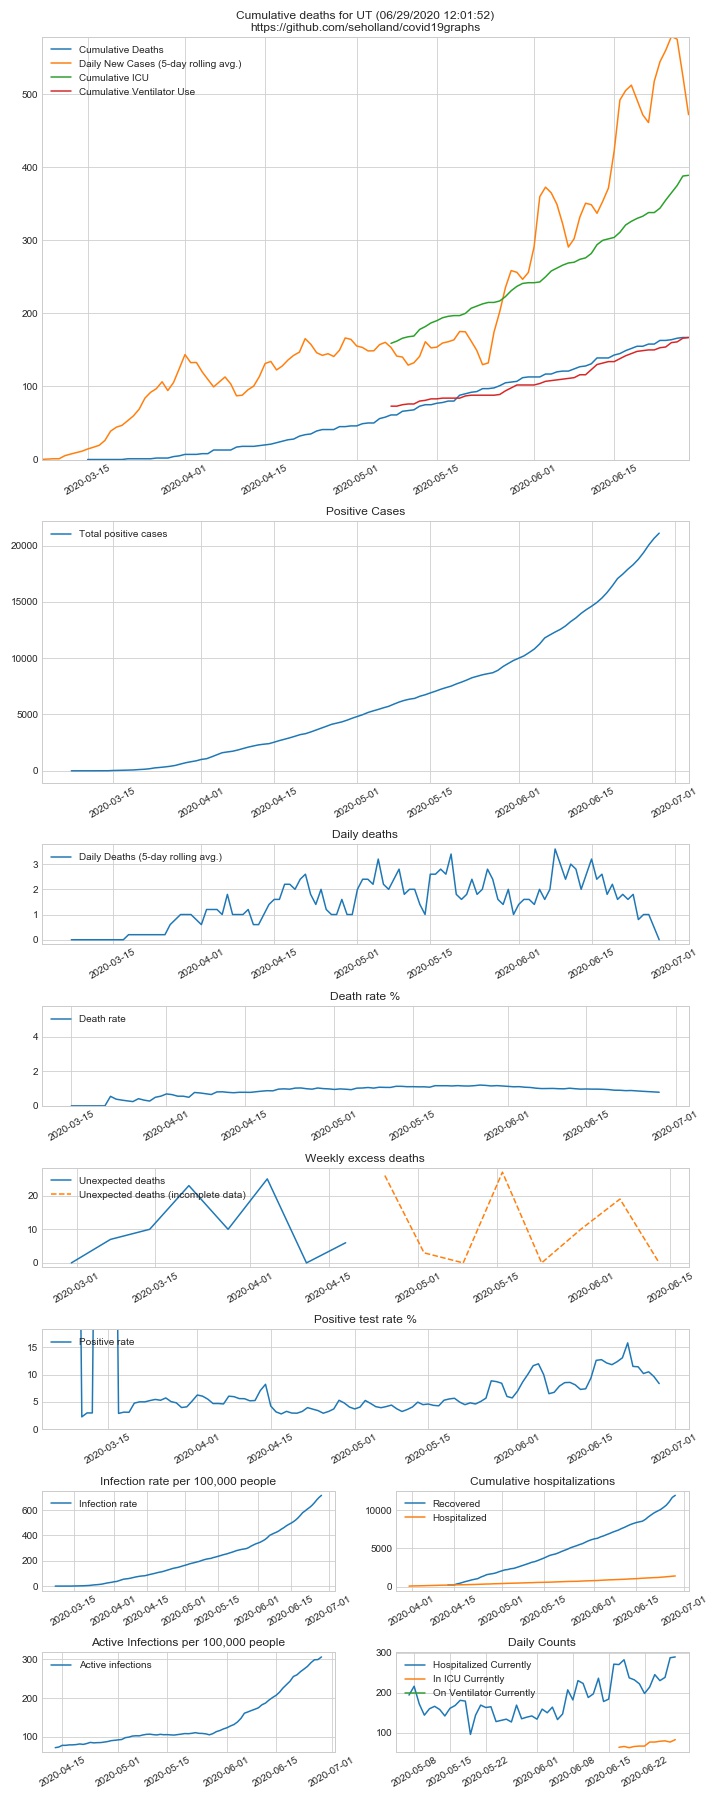 Cumulative deaths for UT (06/29/2020 12:01:52)
https://github.com/seholland/covid19graphs
Cumulative Deaths
Daily New Cases (5-day rolling avg.)
Cumulative ICU
Cumulative Ventilator Use
500
400
300
200
100
0
2020-03-15 2020-04-01 2020-04-15 2020-05-01 2020-05-15 2020-06-01 2020-06-15
Positive Cases
Total positive cases
20000
15000
10000
5000
0
2020-03-15 2020-04-01 2020-04-15 2020-05-01 2020-05-15 2020-06-01 2020-06-15 2020-07-01
Daily deaths
Daily Deaths (5-day rolling avg.)
3
2
1
0
2020-03-15 2020-04-01 2020-04-15 2020-05-01 2020-05-15 2020-06-01 2020-06-15 2020-07-01
Death rate %
Death rate
4
2
0
2020-03-15 2020-04-01 2020-04-15 2020-05-01 2020-05-15 2020-06-01 2020-06-15 2020-07-01
Weekly excess deaths
Unexpected deaths
Unexpected deaths (incomplete data)
20
10
0
2020-03-01 2020-03-15 2020-04-01 2020-04-15 2020-05-01 2020-05-15 2020-06-01 2020-06-15
Positive test rate %
Positive rate
15
10
5
0
2020-03-15 2020-04-01 2020-04-15 2020-05-01 2020-05-15 2020-06-01 2020-06-15 2020-07-01
Infection rate per 100,000 people
Infection rate
600
400
200
0
2020-03-15 2020-04-01 2020-04-15 2020-05-01 2020-05-15 2020-06-01 2020-06-15 2020-07-01
Cumulative hospitalizations
Recovered
Hospitalized
10000
5000
0
2020-04-01 2020-04-15 2020-05-01 2020-05-15 2020-06-01 2020-06-15 2020-07-01
Active Infections per 100,000 people
Active infections
300
200
100
2020-04-15 2020-05-01 2020-05-15 2020-06-01 2020-06-15 2020-07-01
Daily Counts
Hospitalized Currently
In ICU Currently
On Ventilator Currently
300
200
100
2020-05-08 2020-05-15 2020-05-22 2020-06-01 2020-06-08 2020-06-15 2020-06-22